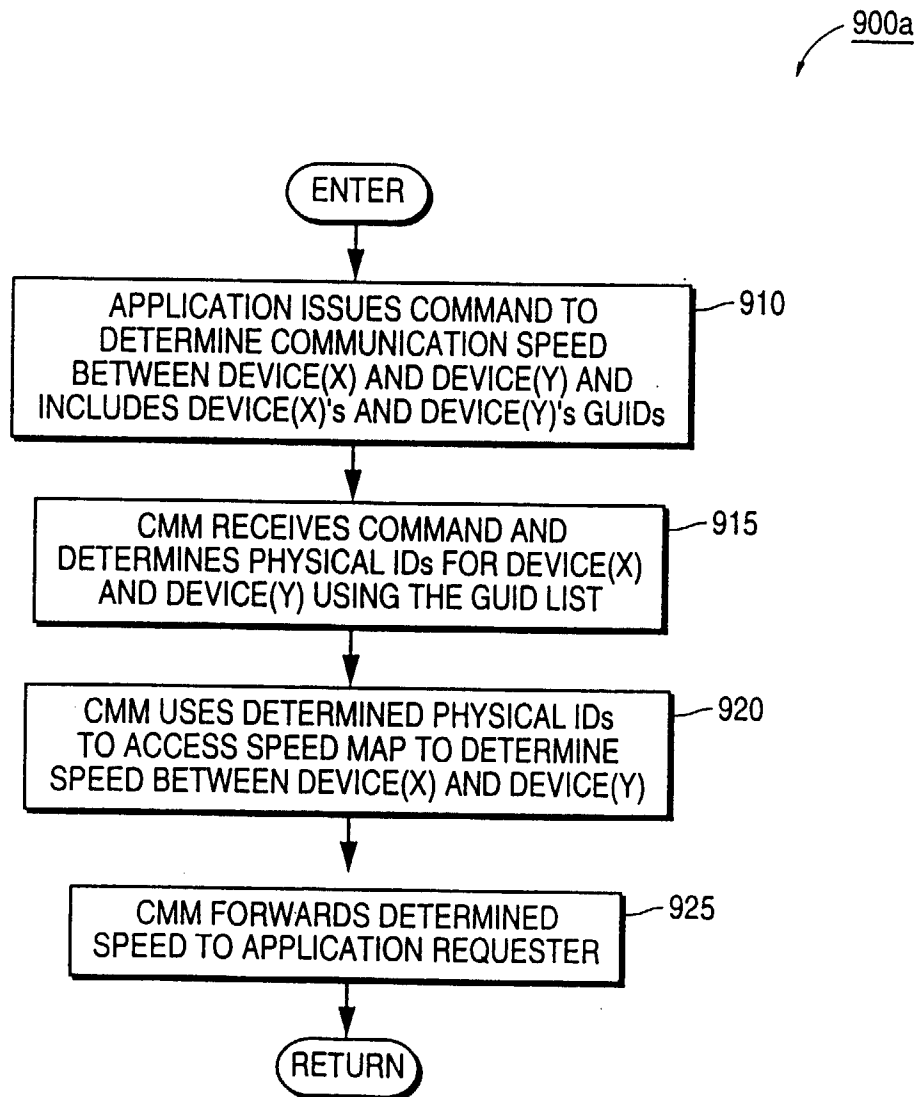 900a
ENTER
APPLICATION ISSUES COMMAND TO
DETERMINE COMMUNICATION SPEED
BETWEEN DEVICE(X) AND DEVICE(Y) AND
INCLUDES DEVICE(X)'s AND DEVICE(Y)'s GUIDs
910
CMM RECEIVES COMMAND AND
DETERMINES PHYSICAL IDs FOR DEVICE(X)
AND DEVICE(Y) USING THE GUID LIST
915
CMM USES DETERMINED PHYSICAL IDs
TO ACCESS SPEED MAP TO DETERMINE
SPEED BETWEEN DEVICE(X) AND DEVICE(Y)
920
CMM FORWARDS DETERMINED
SPEED TO APPLICATION REQUESTER
925
RETURN